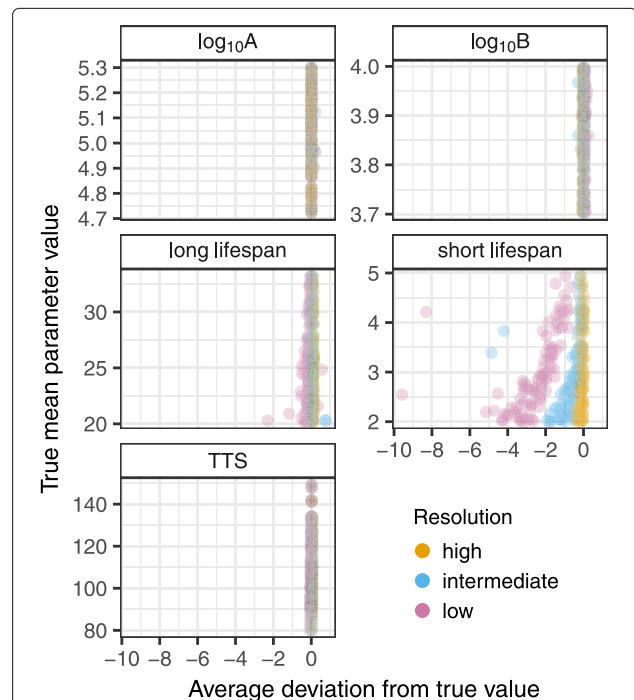 log₁₀A
log₁₀B
5.3
5.2
5.1
5.0
4.9
4.8
4.7
4.0
3.9
3.8
3.7
long lifespan
short lifespan
30
25
20
5
4
3
2
−10 −8 −6 −4 −2 0
TTS
140
120
100
80
−10 −8 −6 −4 −2 0
True mean parameter value
Average deviation from true value
Resolution
high
intermediate
low